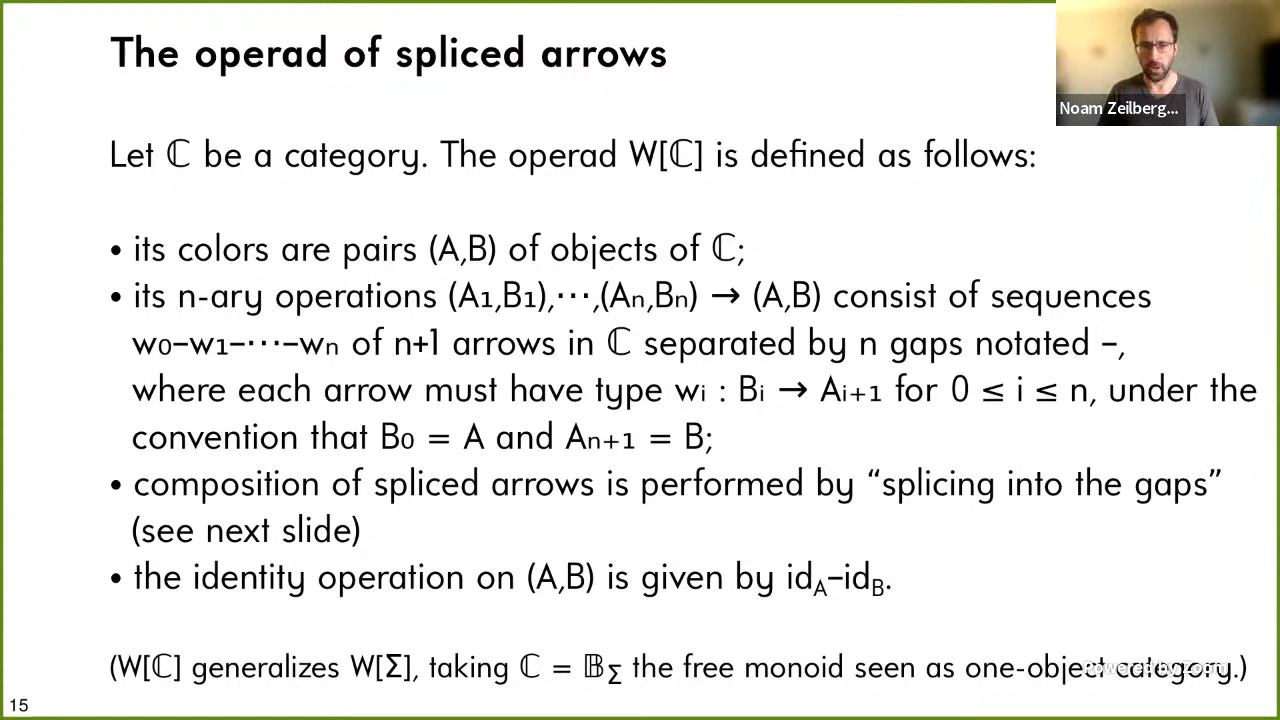 The operad of spliced arrows
Noam Zeilberg...
Let ℂ be a category. The operad W[ℂ] is defined as follows:
• its colors are pairs (A,B) of objects of ℂ;
• its n-ary operations (A₁,B₁),⋯,(Aₙ,Bₙ) → (A,B) consist of sequences
w₀–w₁–⋯–wₙ of n+1 arrows in ℂ separated by n gaps notated –,
where each arrow must have type wᵢ : Bᵢ → Aᵢ₊₁ for 0 ≤ i ≤ n, under the
convention that B₀ = A and Aₙ₊₁ = B;
• composition of spliced arrows is performed by “splicing into the gaps”
(see next slide)
• the identity operation on (A,B) is given by id_A–id_B.
(W[ℂ] generalizes W[Σ], taking ℂ = 𝔹_Σ the free monoid seen as one-object category.)
Powered by Zoom
15